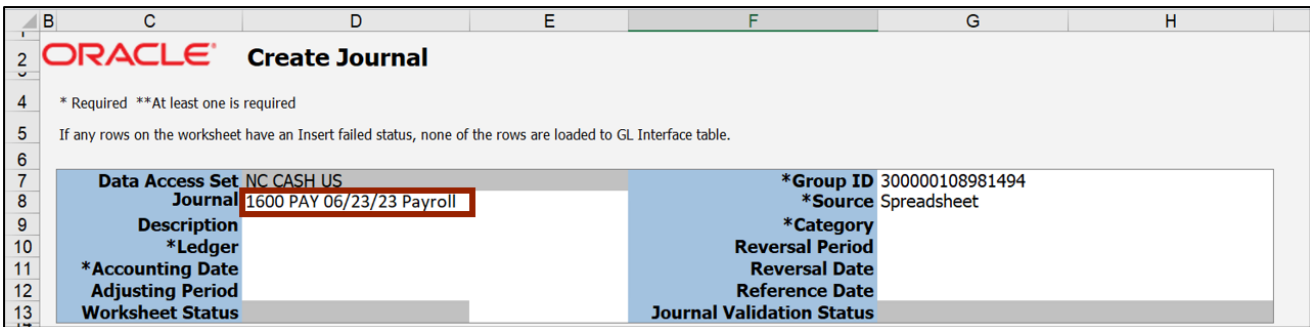 B C D E F G H
2 ORACLE® Create Journal
4 * Required **At least one is required
5 If any rows on the worksheet have an Insert failed status, none of the rows are loaded to GL Interface table.
6
7 Data Access Set NC CASH US *Group ID 300000108981494
8 Journal 1600 PAY 06/23/23 Payroll *Source Spreadsheet
9 Description *Category
10 *Ledger Reversal Period
11 *Accounting Date Reversal Date
12 Adjusting Period Reference Date
13 Worksheet Status Journal Validation Status